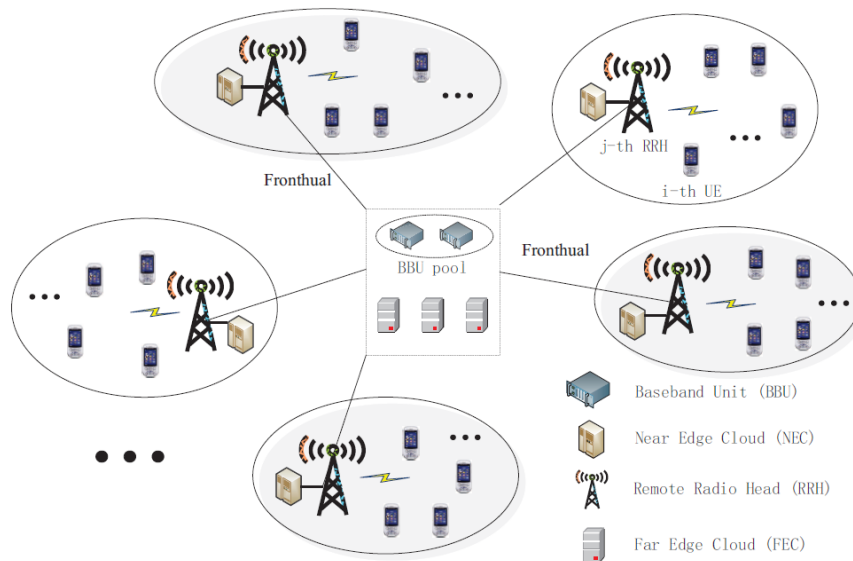 j-th RRH
i-th UE
Fronthual
Fronthual
BBU pool
Baseband Unit (BBU)
Near Edge Cloud (NEC)
Remote Radio Head (RRH)
Far Edge Cloud (FEC)